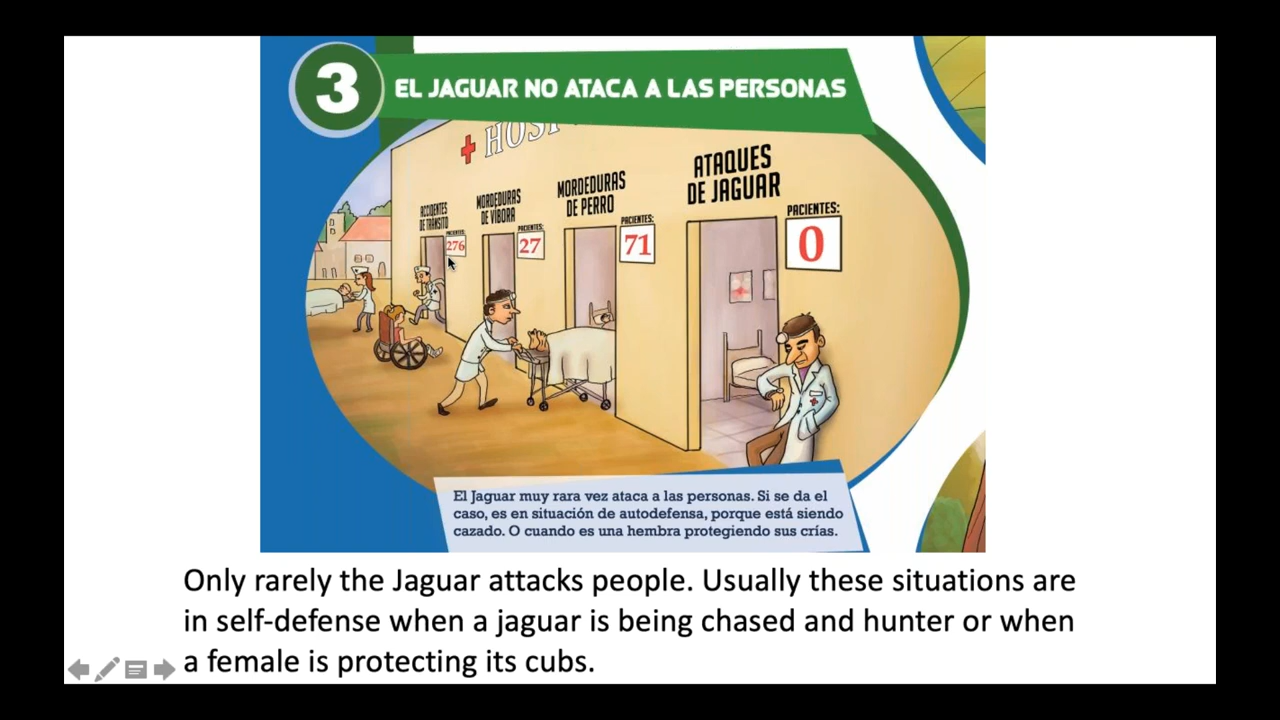 3
EL JAGUAR NO ATACA A LAS PERSONAS
+ HOSP
ACCIDENTES
DE TRÁNSITO
PACIENTES:
276
MORDEDURAS
DE VÍBORA
PACIENTES:
27
MORDEDURAS
DE PERRO
PACIENTES:
71
ATAQUES
DE JAGUAR
PACIENTES:
0
El Jaguar muy rara vez ataca a las personas. Si se da el
caso, es en situación de autodefensa, porque está siendo
cazado. O cuando es una hembra protegiendo sus crías.
Only rarely the Jaguar attacks people. Usually these situations are
in self-defense when a jaguar is being chased and hunter or when
a female is protecting its cubs.